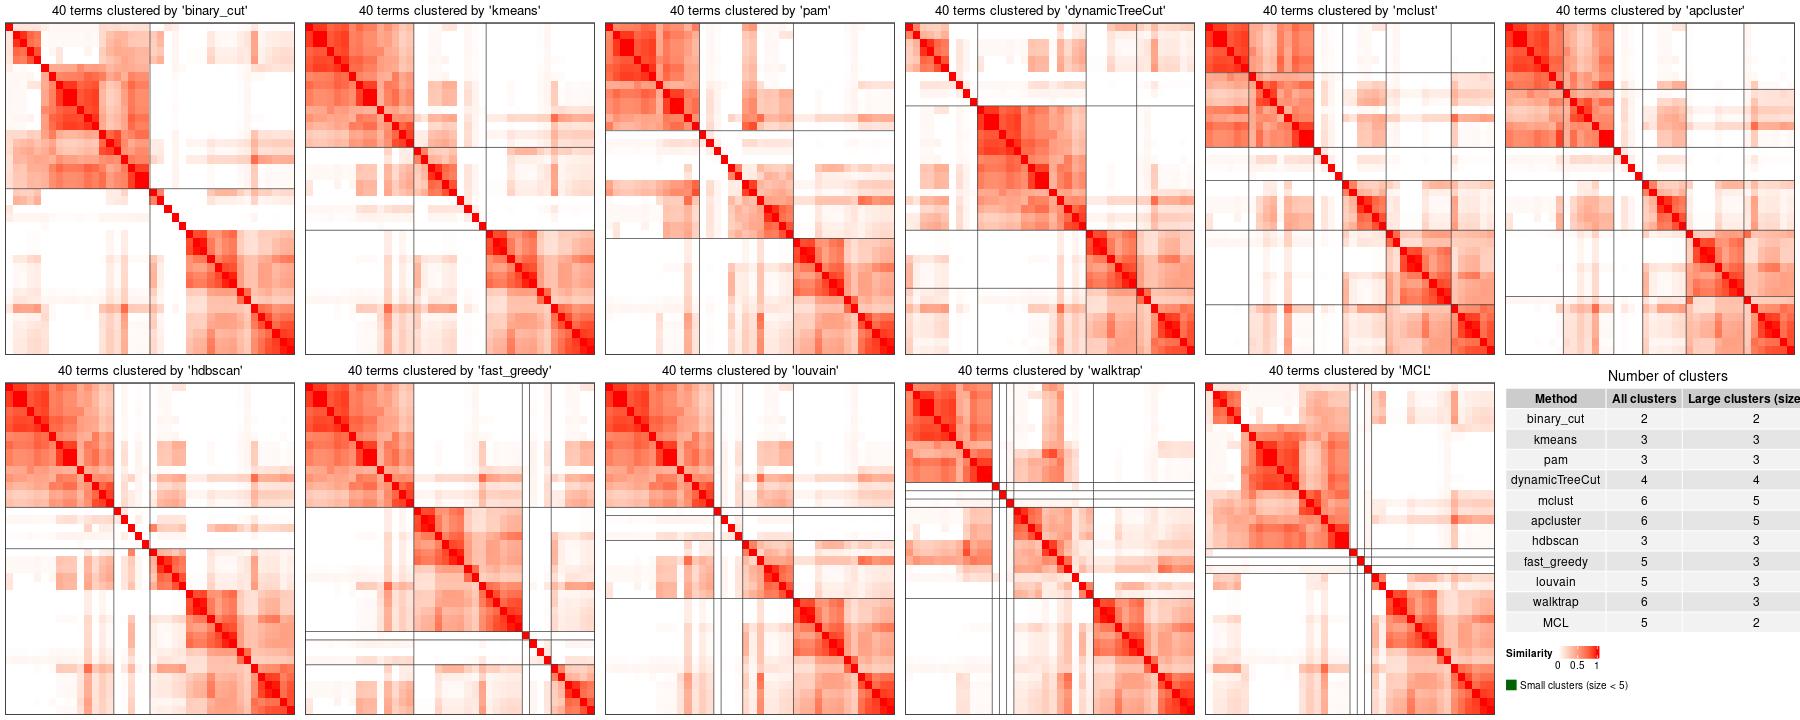 40 terms clustered by 'binary_cut'
40 terms clustered by 'kmeans'
40 terms clustered by 'pam'
40 terms clustered by 'dynamicTreeCut'
40 terms clustered by 'mclust'
40 terms clustered by 'apcluster'
40 terms clustered by 'hdbscan'
40 terms clustered by 'fast_greedy'
40 terms clustered by 'louvain'
40 terms clustered by 'walktrap'
40 terms clustered by 'MCL'
Number of clusters
Method All clusters Large clusters (size
binary_cut 2 2
kmeans 3 3
pam 3 3
dynamicTreeCut 4 4
mclust 6 5
apcluster 6 5
hdbscan 3 3
fast_greedy 5 3
louvain 5 3
walktrap 6 3
MCL 5 2
Similarity
0 0.5 1
Small clusters (size < 5)